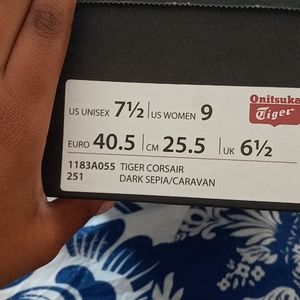 Onitsuka
Tiger
US UNISEX 7½ US WOMEN 9
EURO 40.5 CM 25.5 UK 6½
1183A055 TIGER CORSAIR
251 DARK SEPIA/CARAVAN